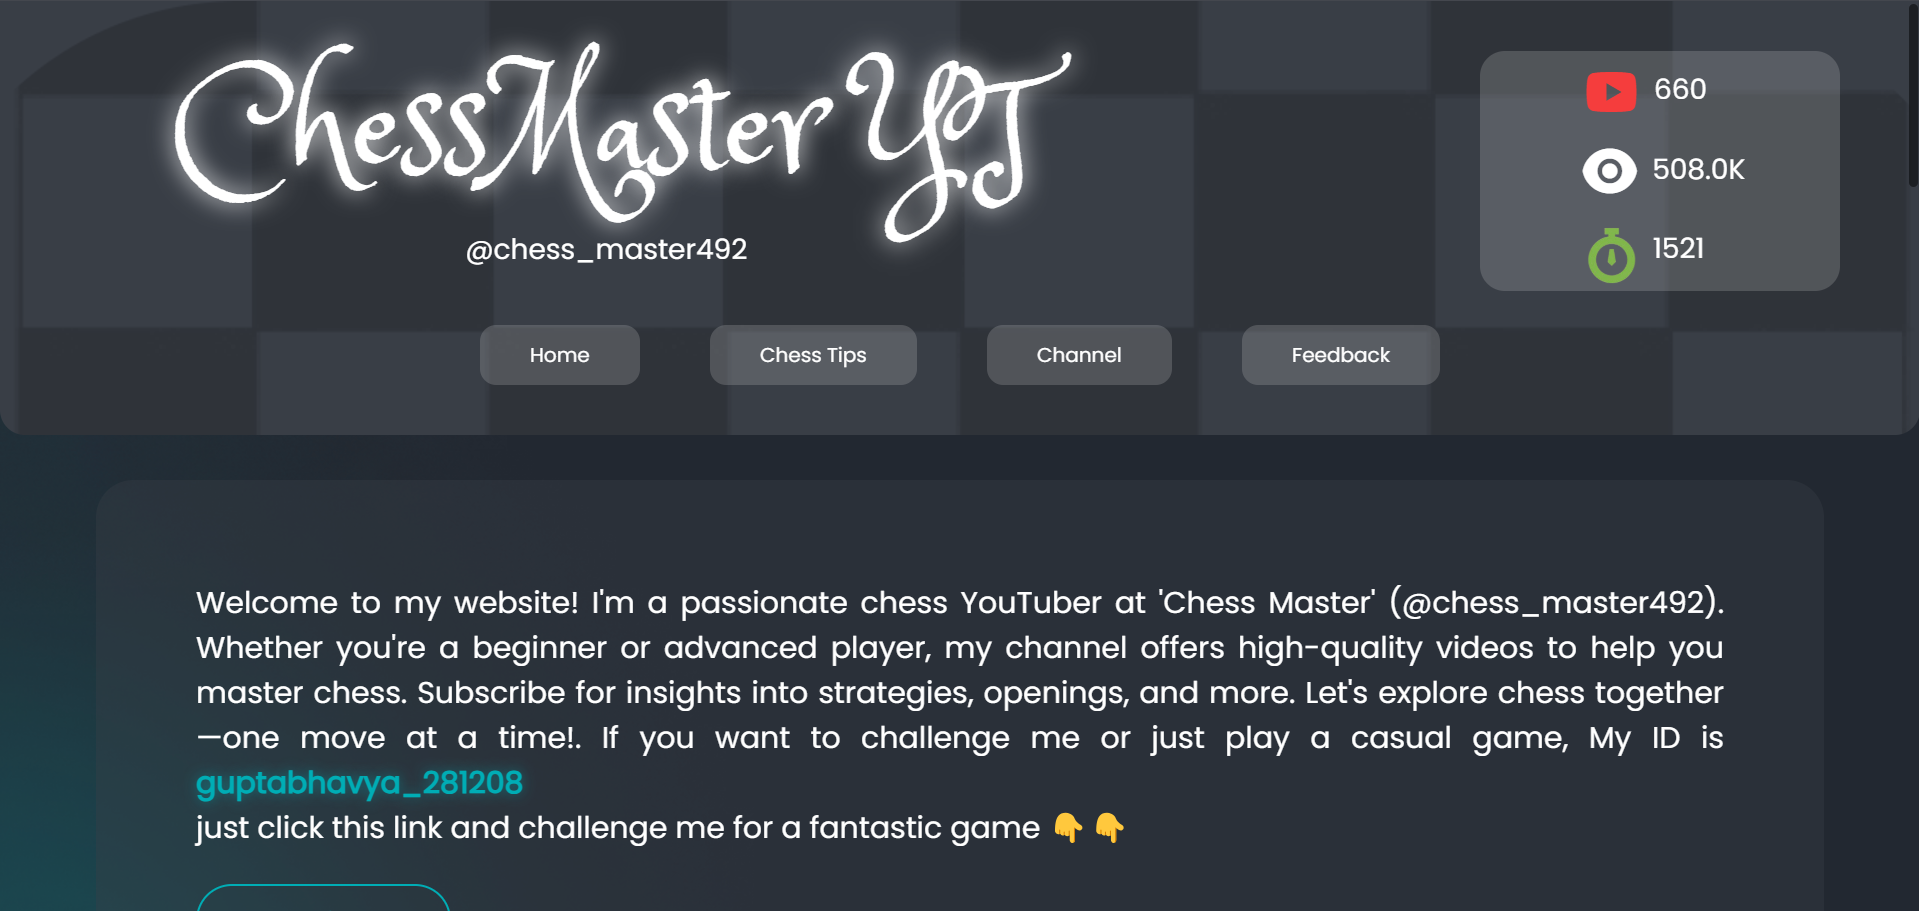 ChessMaster YT
@chess_master492
660
508.0K
1521
Home
Chess Tips
Channel
Feedback
Welcome to my website! I'm a passionate chess YouTuber at 'Chess Master' (@chess_master492).
Whether you're a beginner or advanced player, my channel offers high-quality videos to help you
master chess. Subscribe for insights into strategies, openings, and more. Let's explore chess together
—one move at a time!. If you want to challenge me or just play a casual game, My ID is
guptabhavya_281208
just click this link and challenge me for a fantastic game 👇 👇